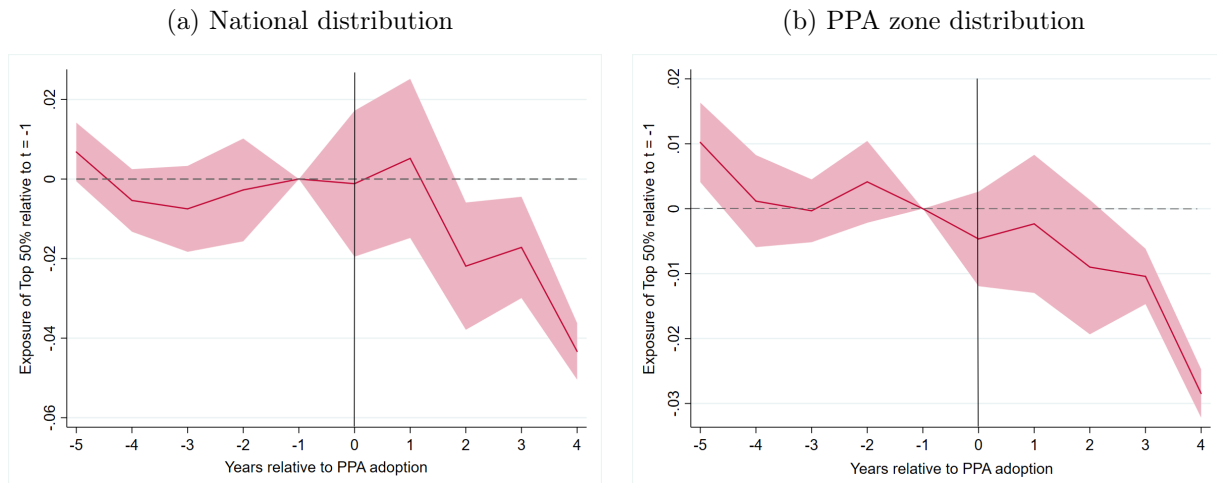 (a) National distribution
.02
0
-.02
-.04
-.06
Exposure of Top 50% relative to t = -1
-5 -4 -3 -2 -1 0 1 2 3 4
Years relative to PPA adoption
(b) PPA zone distribution
.02
.01
0
-.01
-.02
-.03
Exposure of Top 50% relative to t = -1
-5 -4 -3 -2 -1 0 1 2 3 4
Years relative to PPA adoption